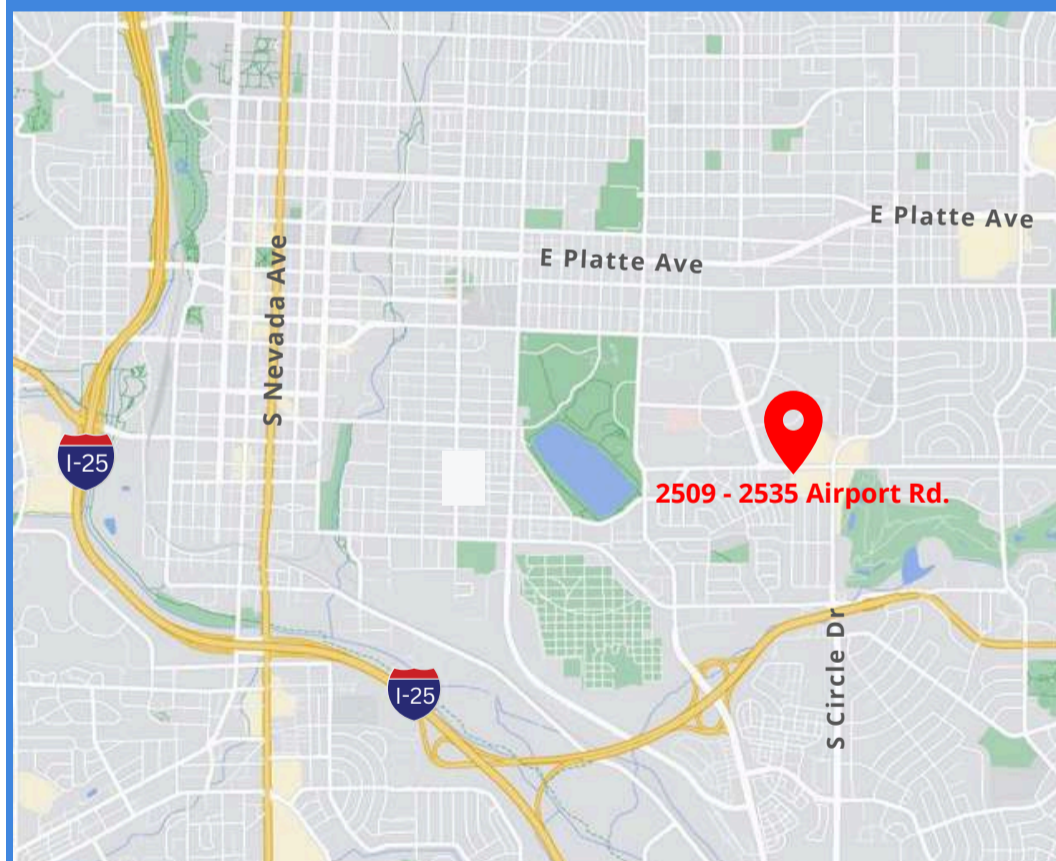 E Platte Ave
E Platte Ave
S Nevada Ave
I-25
2509 - 2535 Airport Rd.
S Circle Dr
I-25